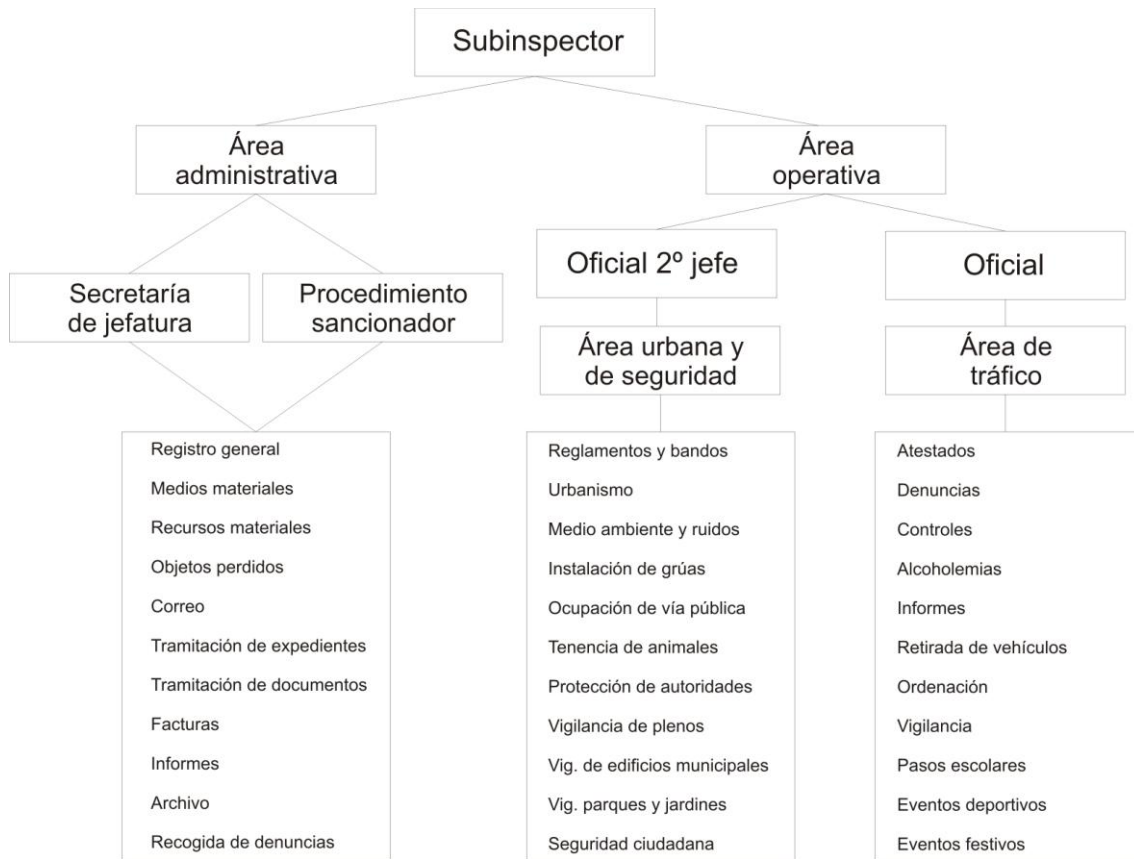 Subinspector
Área
administrativa
Área
operativa
Secretaría
de jefatura
Procedimiento
sancionador
Oficial 2º jefe
Oficial
Área urbana y
de seguridad
Área de
tráfico
Registro general
Medios materiales
Recursos materiales
Objetos perdidos
Correo
Tramitación de expedientes
Tramitación de documentos
Facturas
Informes
Archivo
Recogida de denuncias
Reglamentos y bandos
Urbanismo
Medio ambiente y ruidos
Instalación de grúas
Ocupación de vía pública
Tenencia de animales
Protección de autoridades
Vigilancia de plenos
Vig. de edificios municipales
Vig. parques y jardines
Seguridad ciudadana
Atestados
Denuncias
Controles
Alcoholemias
Informes
Retirada de vehículos
Ordenación
Vigilancia
Pasos escolares
Eventos deportivos
Eventos festivos